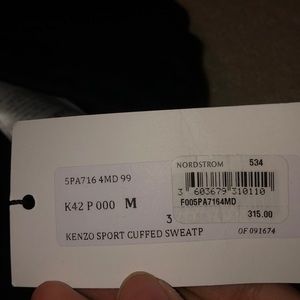 NORDSTROM 534
5PA716 4MD 99
3 603679 310110
K42 P 000 M
F005PA7164MD
3
315.00
KENZO SPORT CUFFED SWEATP
OF 091674